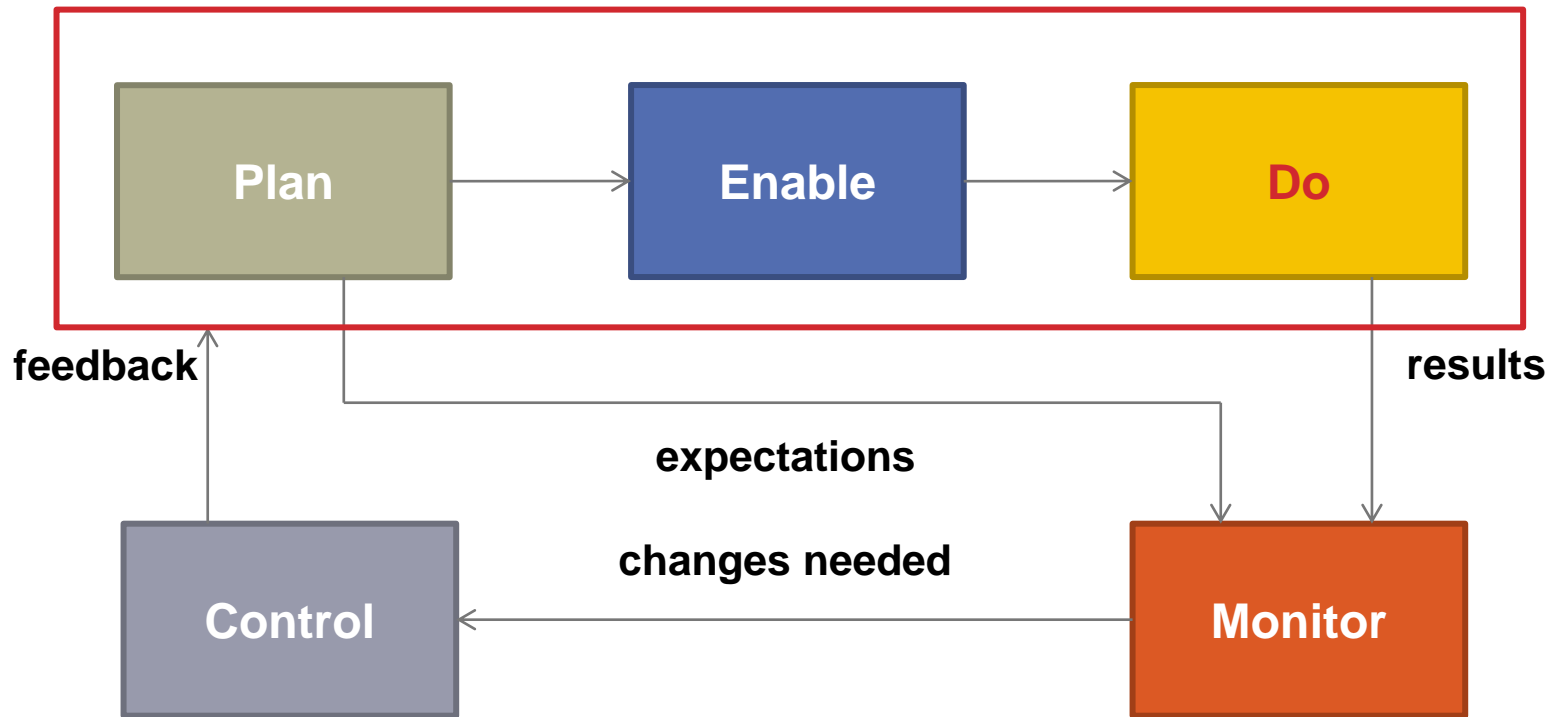 Plan
Enable
Do
feedback
results
expectations
changes needed
Control
Monitor